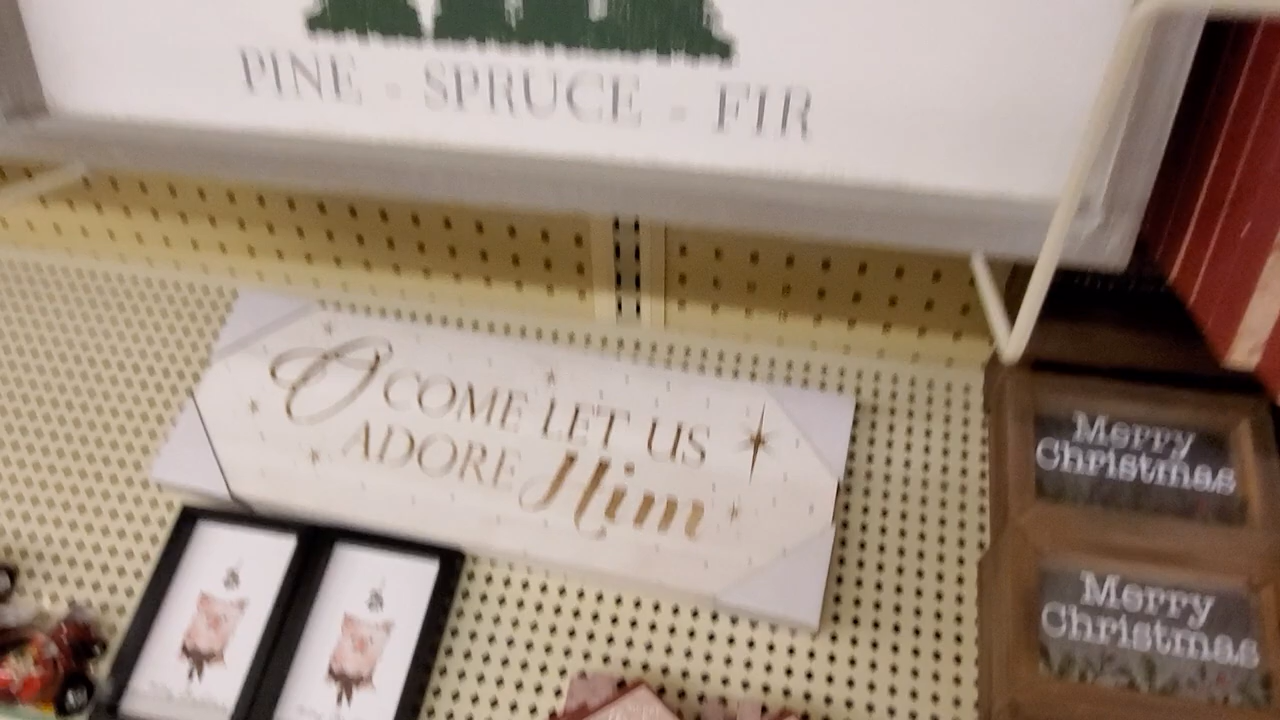 PINE - SPRUCE - FIR
O COME LET US
ADORE Him
Merry
Christmas
Merry
Christmas